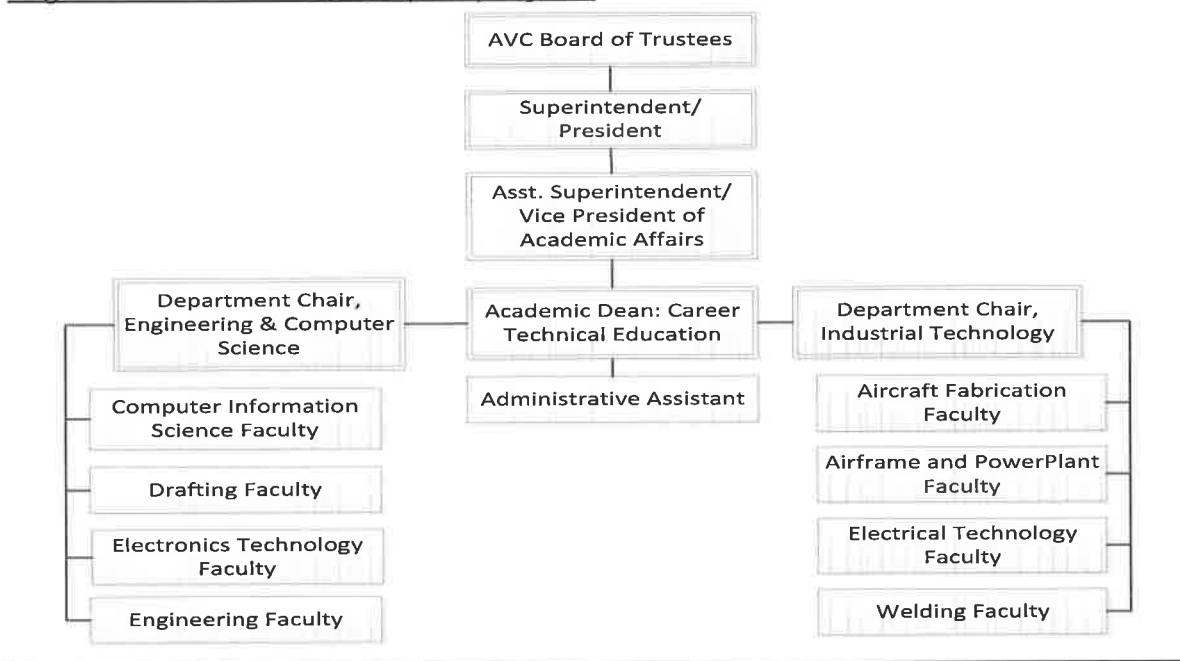 AVC Board of Trustees
Superintendent/
President
Asst. Superintendent/
Vice President of
Academic Affairs
Department Chair,
Engineering & Computer
Science
Academic Dean: Career
Technical Education
Department Chair,
Industrial Technology
Administrative Assistant
Computer Information
Science Faculty
Drafting Faculty
Electronics Technology
Faculty
Engineering Faculty
Aircraft Fabrication
Faculty
Airframe and PowerPlant
Faculty
Electrical Technology
Faculty
Welding Faculty